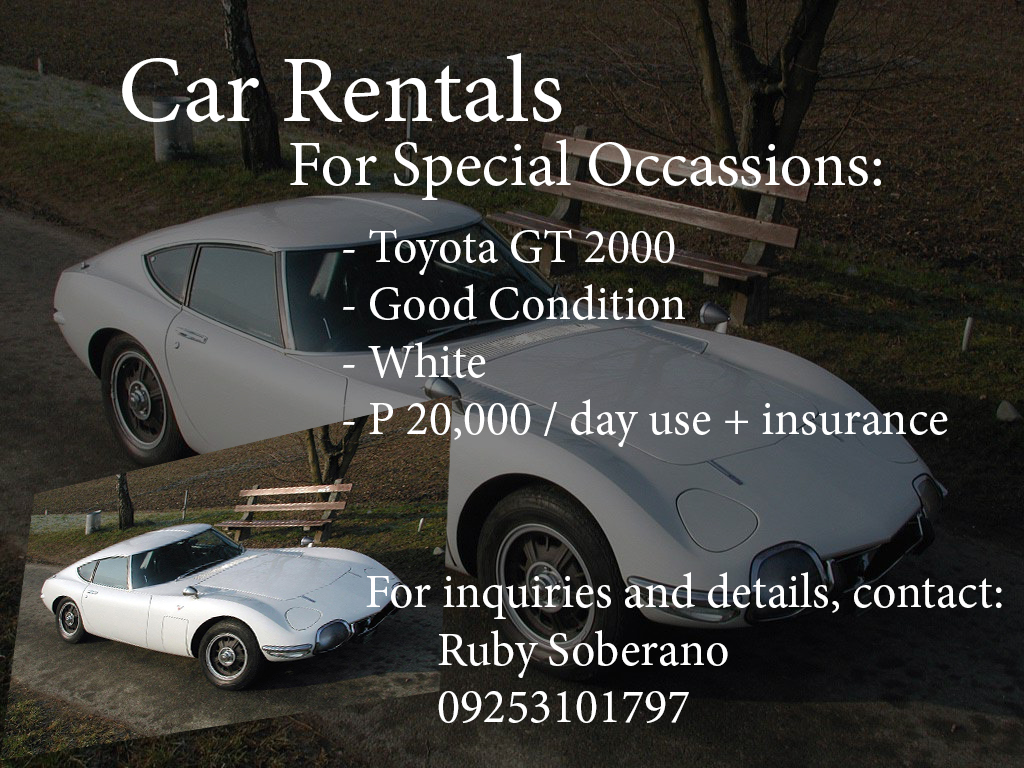 Car Rentals
For Special Occassions:
- Toyota GT 2000
- Good Condition
- White
- P 20,000 / day use + insurance
For inquiries and details, contact:
Ruby Soberano
09253101797